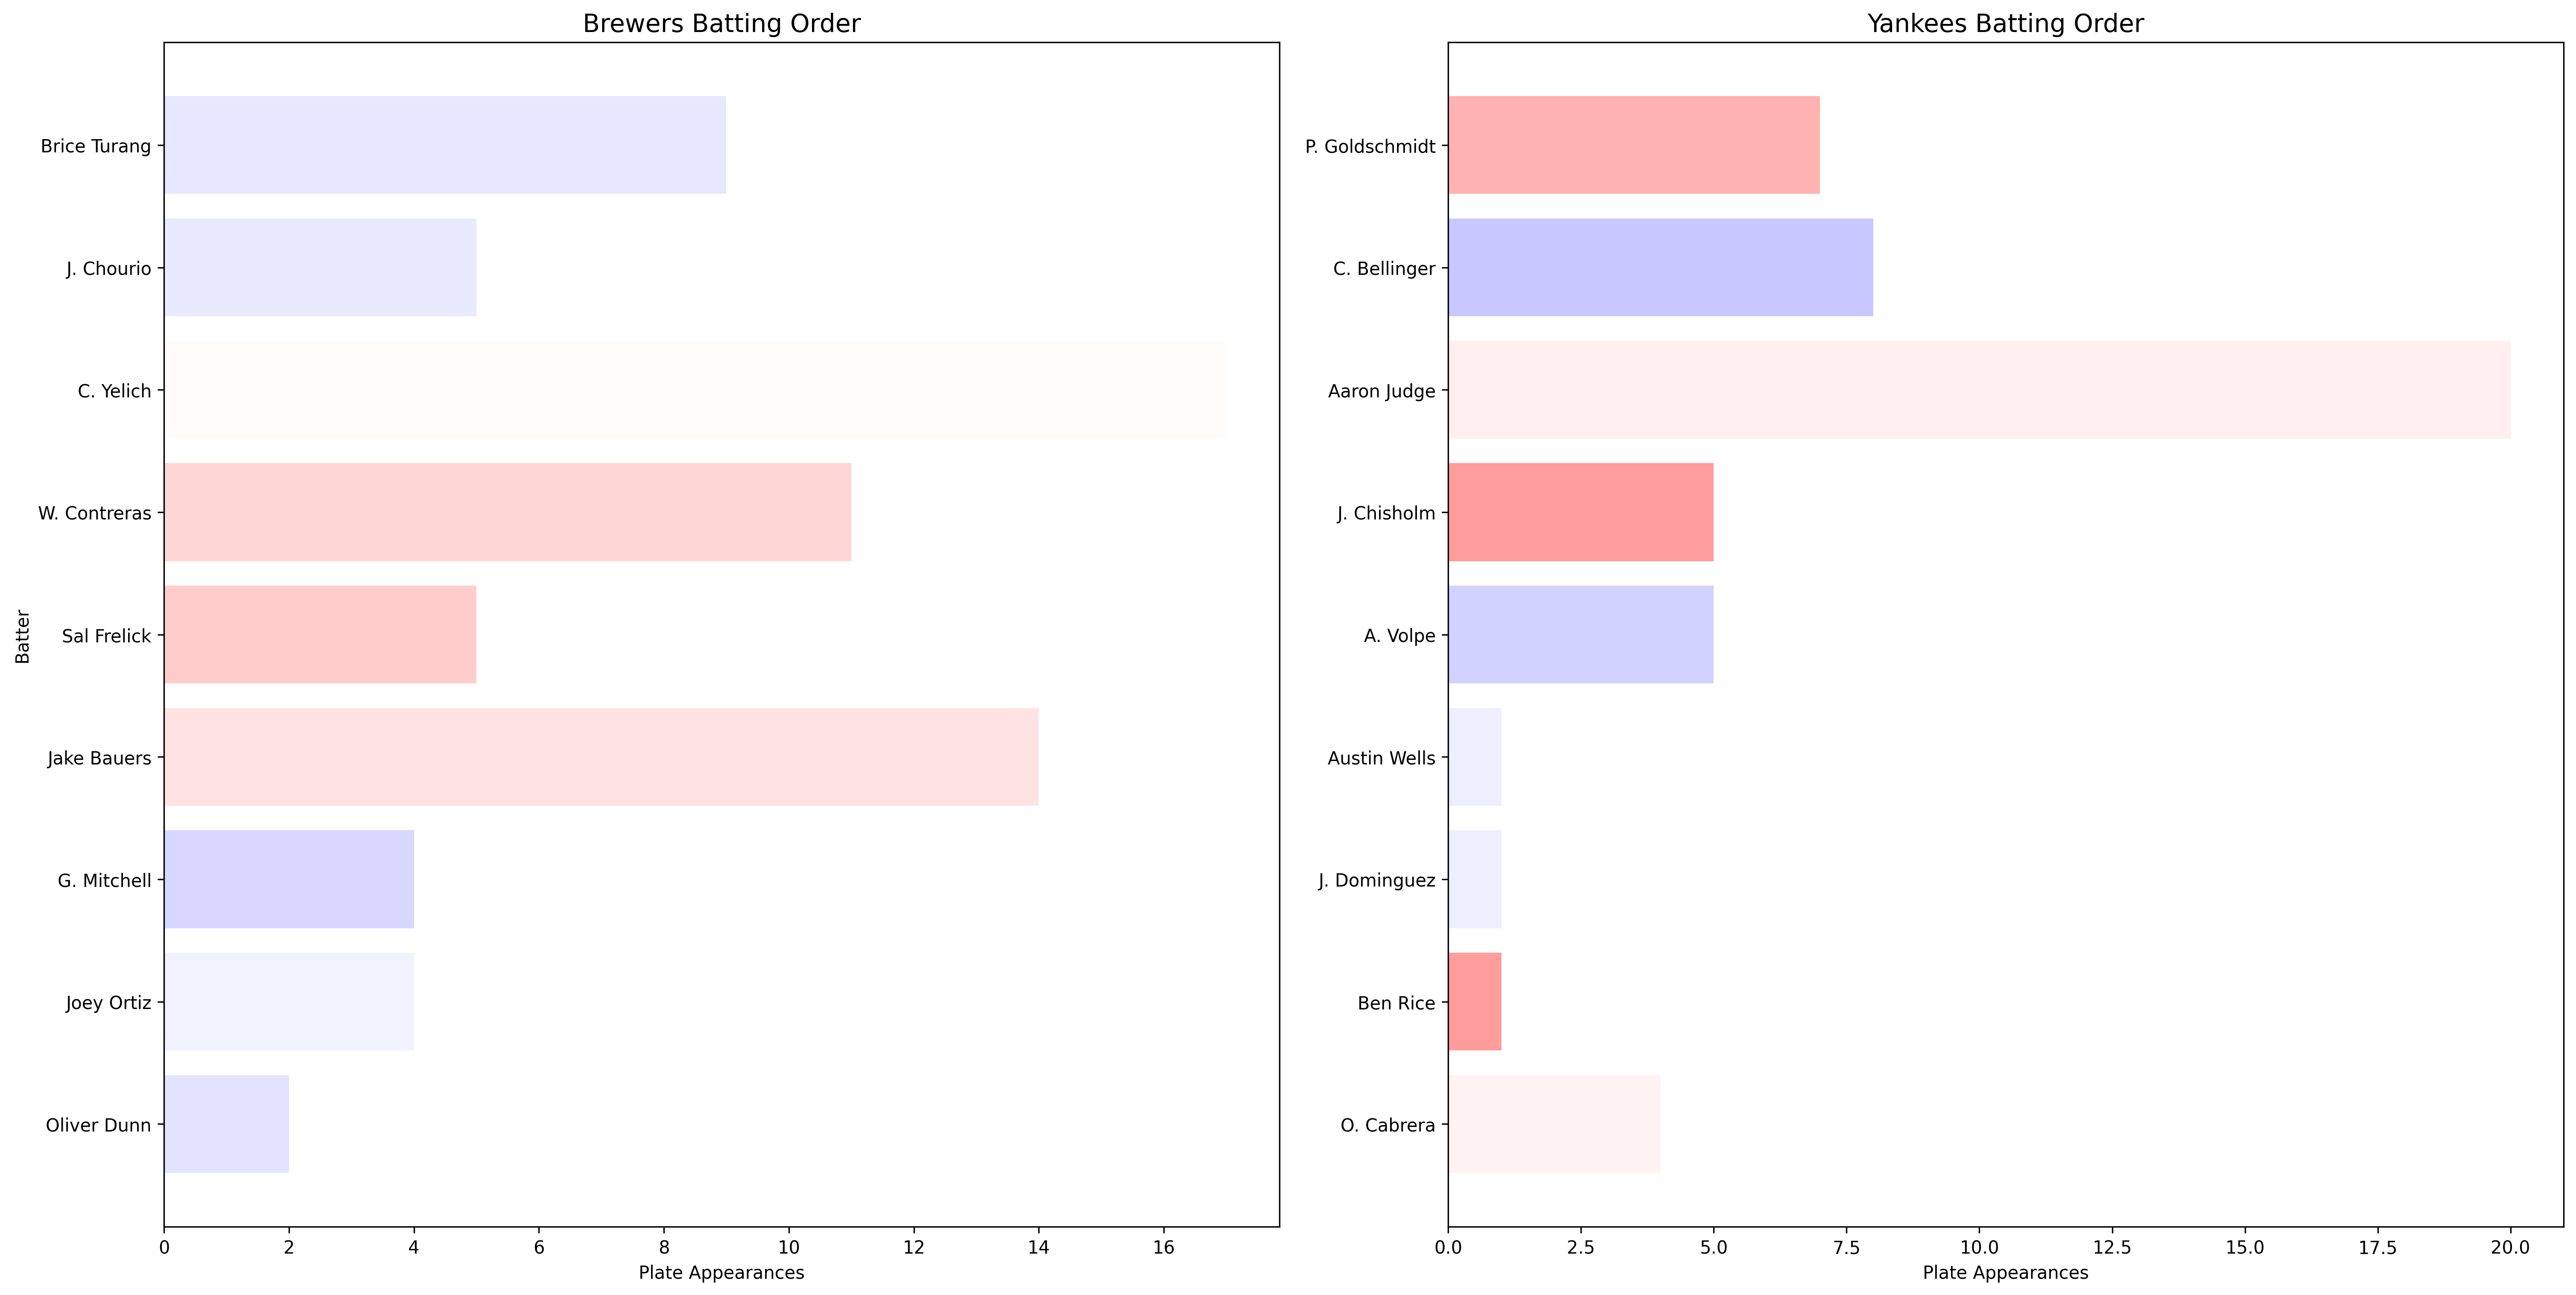 Brewers Batting Order
Batter
Brice Turang
J. Chourio
C. Yelich
W. Contreras
Sal Frelick
Jake Bauers
G. Mitchell
Joey Ortiz
Oliver Dunn
0 2 4 6 8 10 12 14 16
Plate Appearances
Yankees Batting Order
P. Goldschmidt
C. Bellinger
Aaron Judge
J. Chisholm
A. Volpe
Austin Wells
J. Dominguez
Ben Rice
O. Cabrera
0.0 2.5 5.0 7.5 10.0 12.5 15.0 17.5 20.0
Plate Appearances